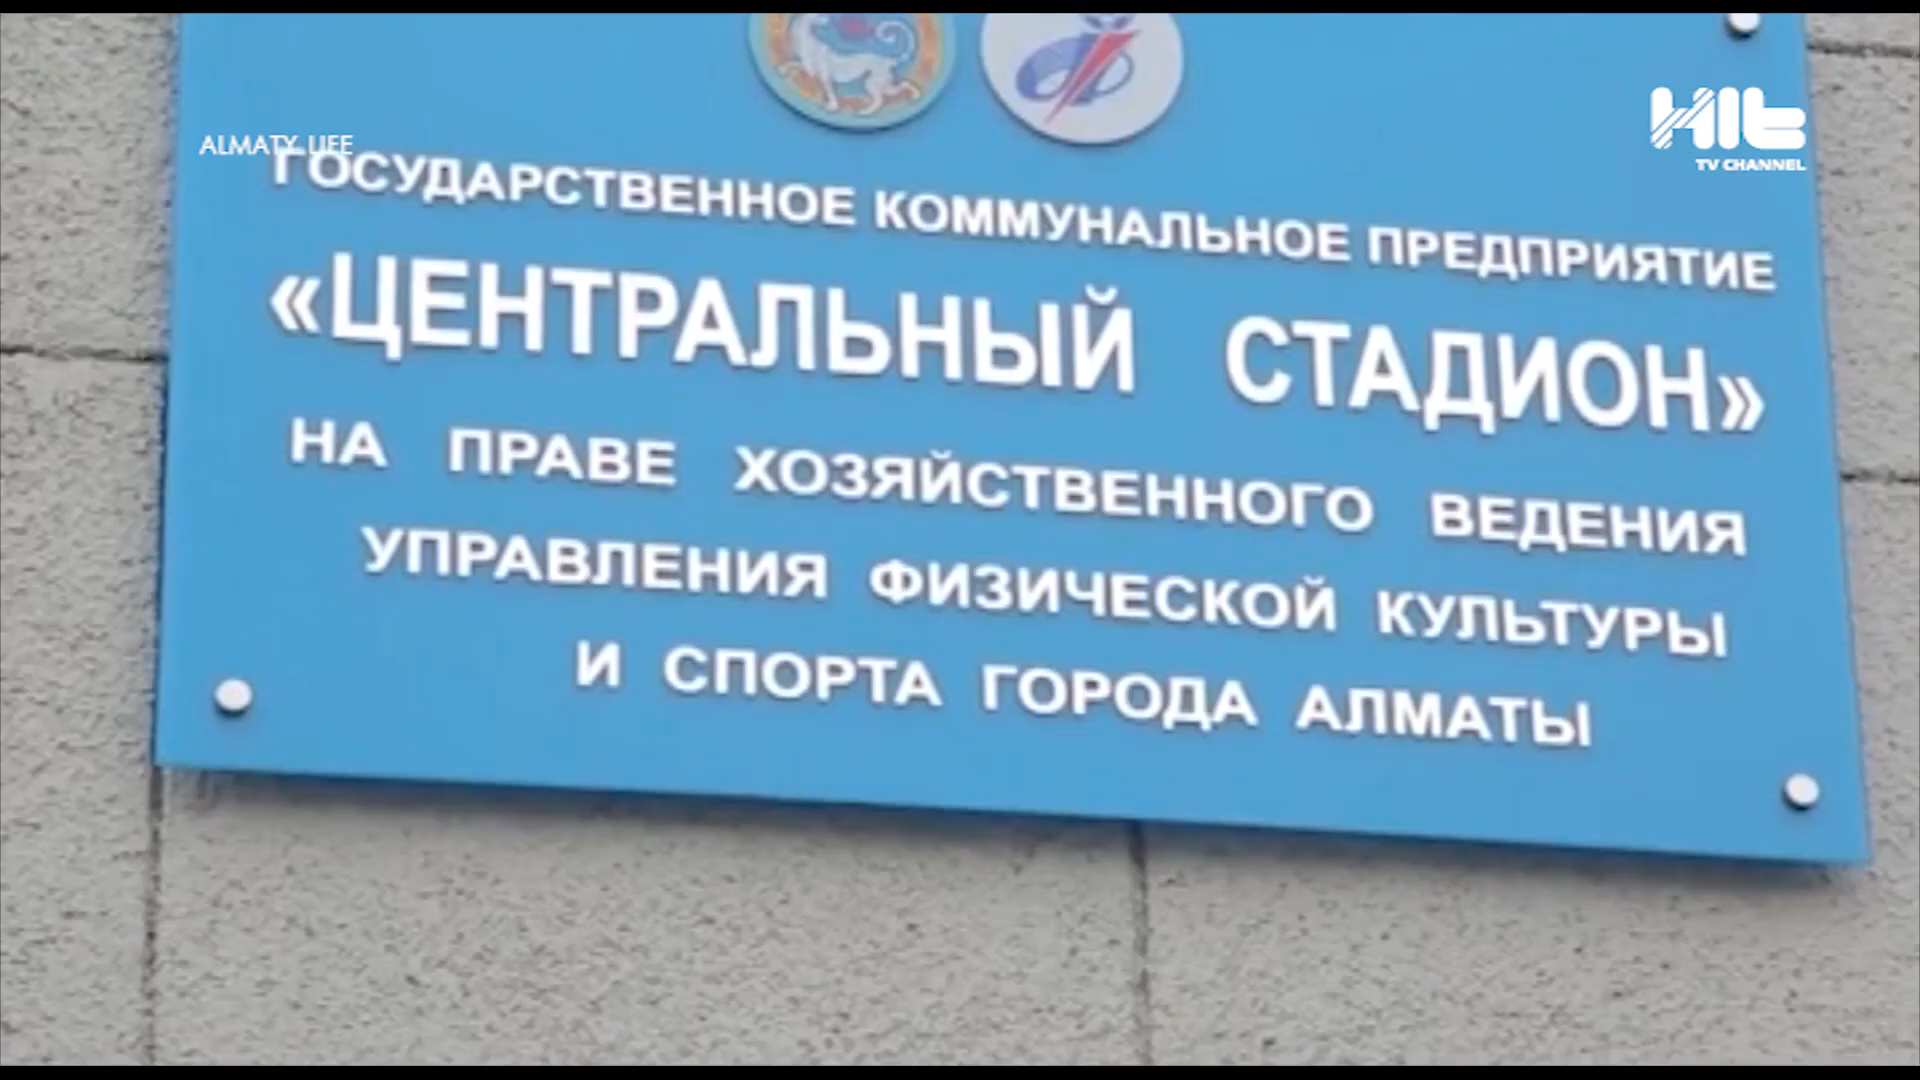 ALMATY LIFE
Hit
TV CHANNEL
ГОСУДАРСТВЕННОЕ КОММУНАЛЬНОЕ ПРЕДПРИЯТИЕ
«ЦЕНТРАЛЬНЫЙ СТАДИОН»
НА ПРАВЕ ХОЗЯЙСТВЕННОГО ВЕДЕНИЯ
УПРАВЛЕНИЯ ФИЗИЧЕСКОЙ КУЛЬТУРЫ
И СПОРТА ГОРОДА АЛМАТЫ